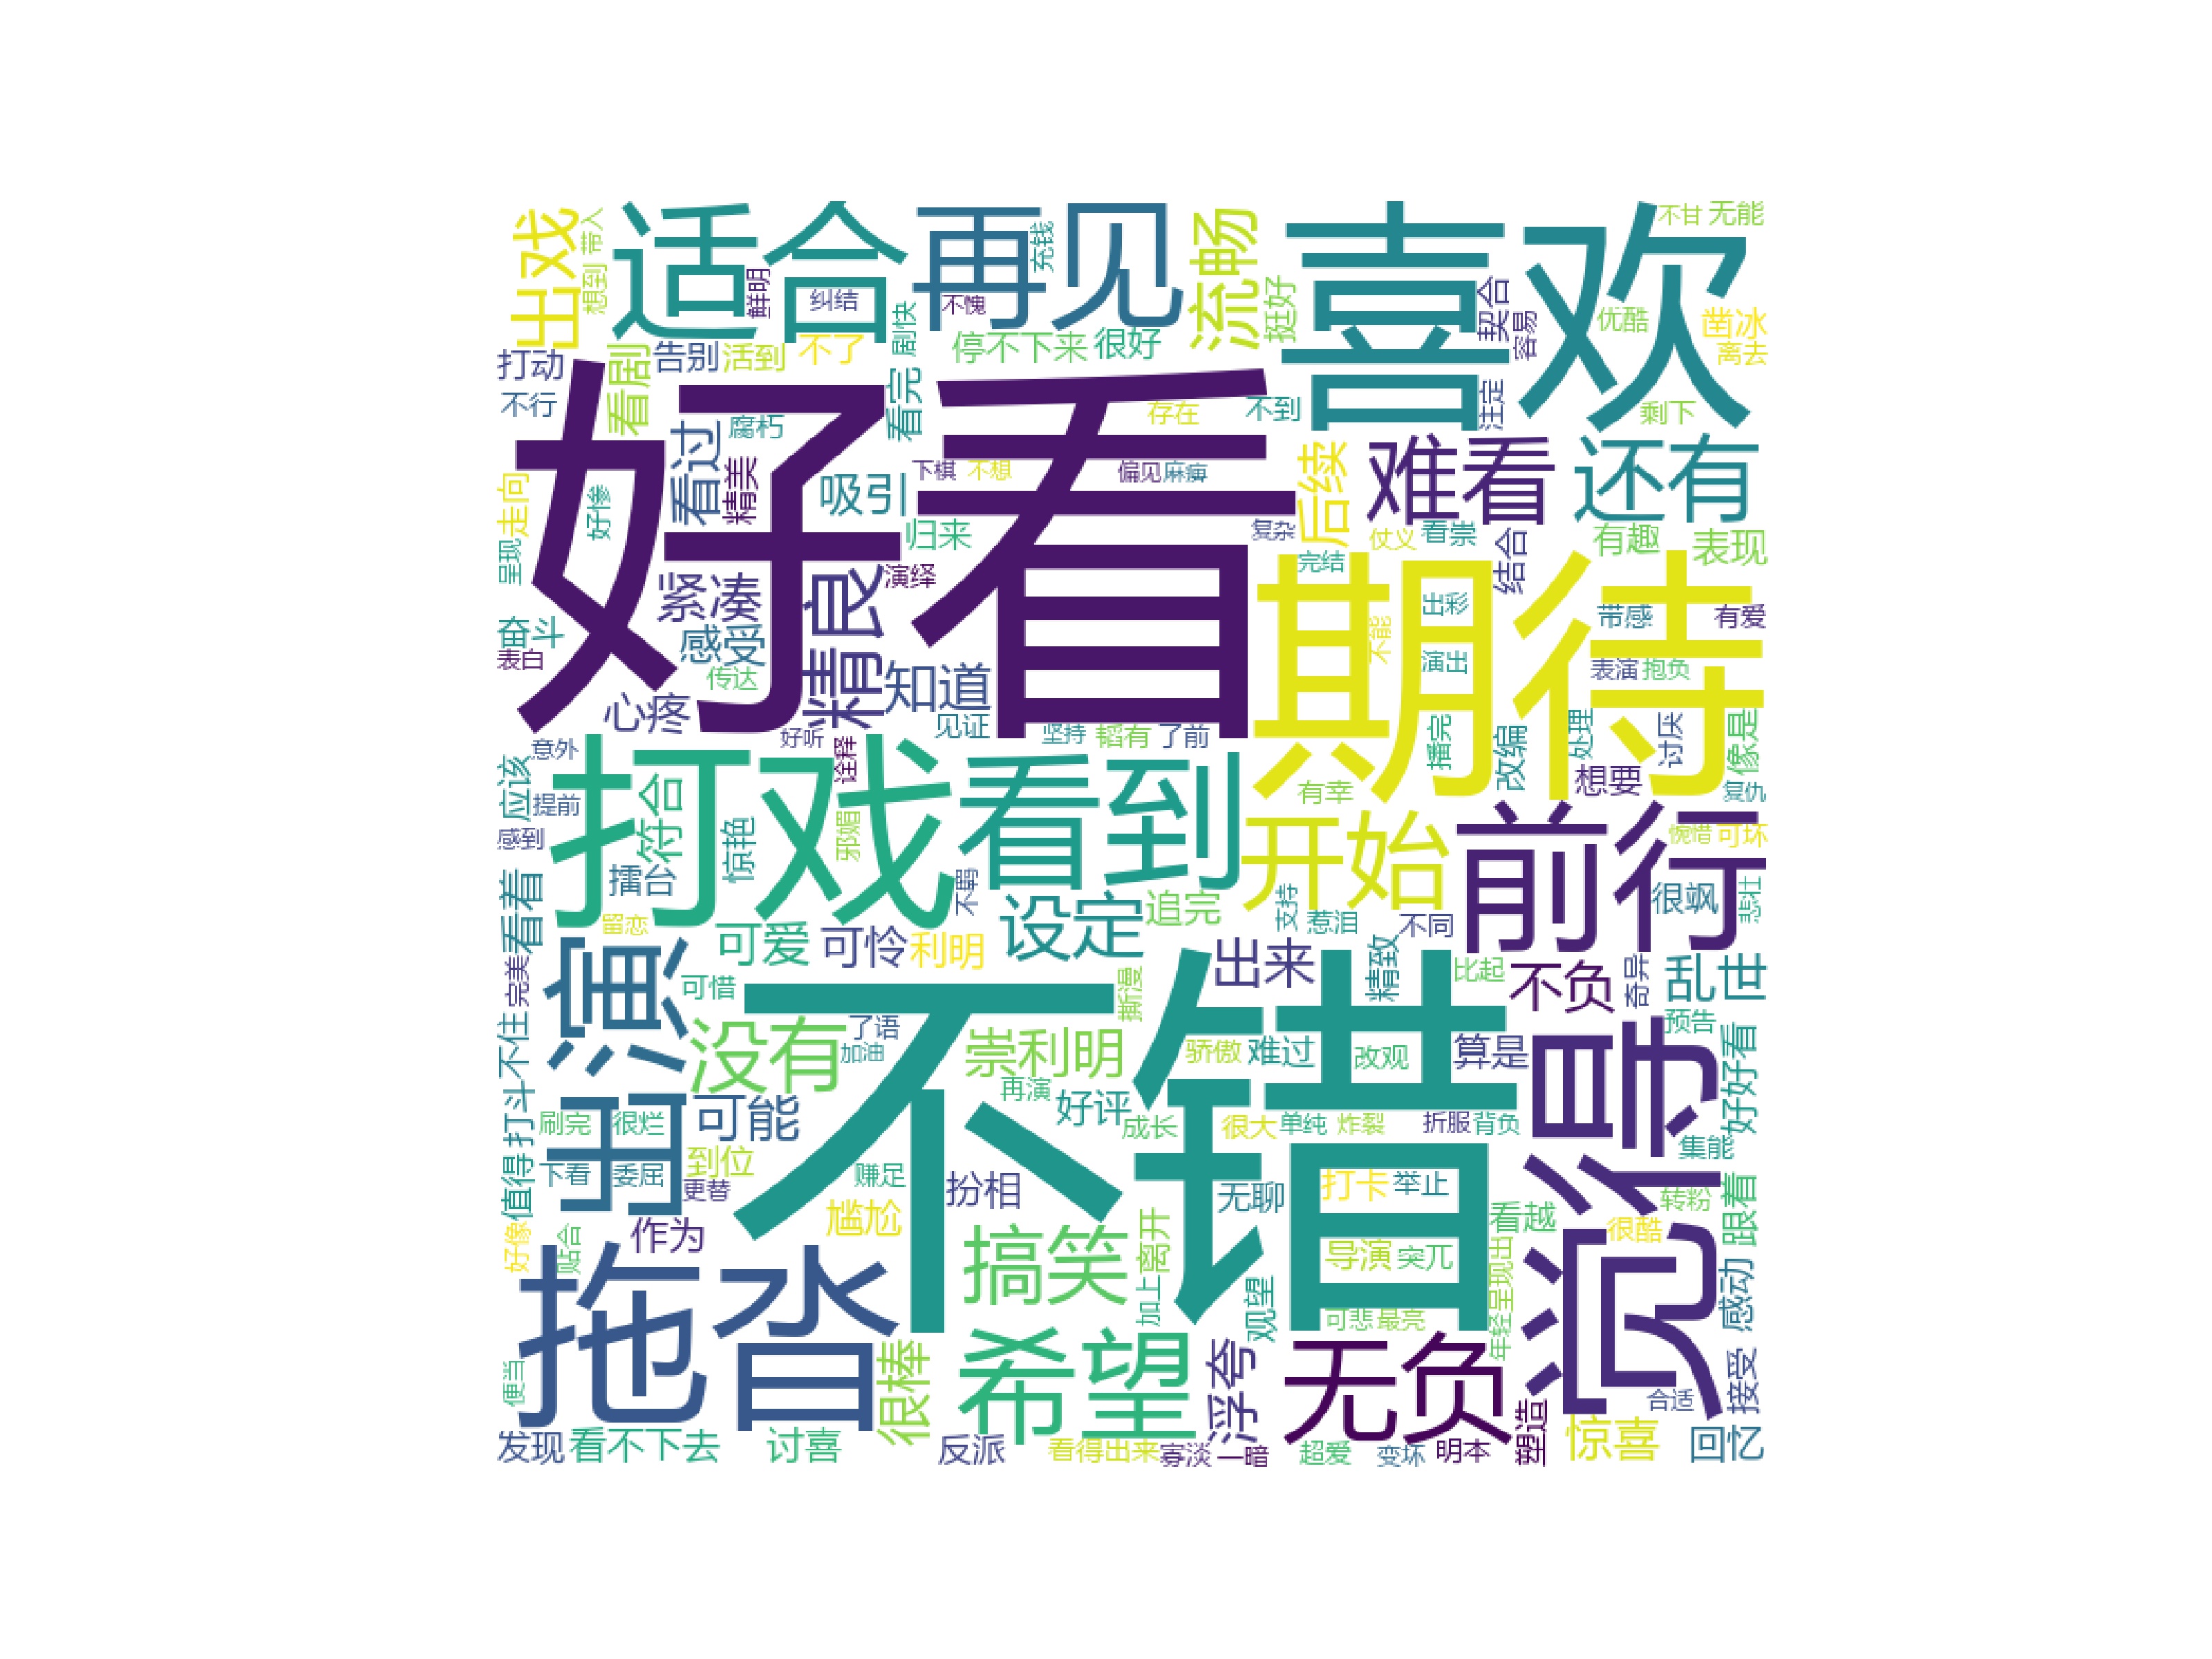 出戏
想到
带人
适合
再见
充钱
流畅
喜欢
不甘
无能
鲜明
纠结
不愧
剧快
挺好
契合
容易
优酷
凿冰
离去
打动
不行
看剧
告别
活到
不了
停不下来
很好
看完
好看
存在
不到
注定
剩下
看过
腐朽
精美
吸引
下棋
不想
偏见
麻痹
后续
难看
还有
走向
好惨
归来
复杂
仗义
看崇
结合
有趣
表现
呈现
紧凑
演绎
完结
期待
奋斗
表白
感受
精良
知道
不能
出彩
演出
带感
有爱
表演
抱负
传达
心疼
见证
坚持
韬有
了前
好听
意外
诠释
打戏
看到
播完
改编
处理
讨厌
像是
应该
提前
感到
符合
惊艳
邪媚
有幸
想要
复仇
开始
前行
惋惜
可坏
擂台
不羁
设定
追完
支持
惹泪
不同
很飒
悲壮
看着
留恋
可爱
可怜
利明
出来
精致
比起
不负
奇异
乱世
完美
演出
可惜
不错
撕漫
没有
了语
加油
崇利明
骄傲
难过
改观
算是
沉得
预告
好好看
不住
打斗
可能
再演
好评
成长
很大
单纯
炸裂
折服
背负
刷完
很烂
值得
下看
委屈
到位
更替
赚足
扮相
无聊
打卡
举止
集能
转粉
跟着
好像
贴合
作为
尴尬
搞笑
加上
离开
导演
突兀
看越
很酷
拖沓
观望
可悲
最亮
年轻
呈现出
感动
便当
很棒
希望
浮夸
无负
接受
合适
发现
看不下去
讨喜
反派
看得出来
寡淡
一暗
超爱
变坏
明本
塑造
惊喜
回忆